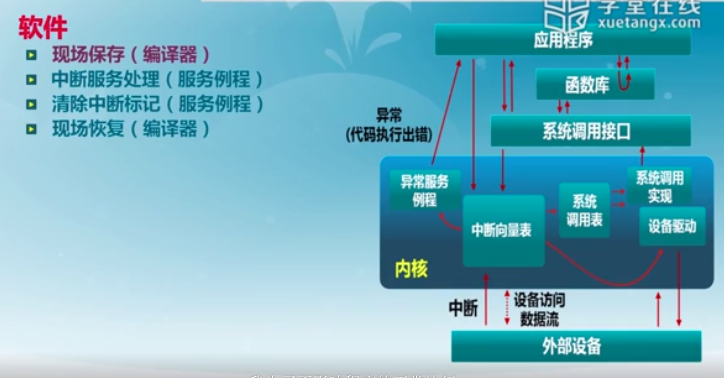 学堂在线
xuetangx.com
软件
现场保存（编译器）
中断服务处理（服务例程）
清除中断标记（服务例程）
现场恢复（编译器）
应用程序
函数库
异常
(代码执行出错)
系统调用接口
异常服务
例程
中断向量表
系统
调用表
系统调用
实现
设备驱动
内核
中断
设备访问
数据流
外部设备